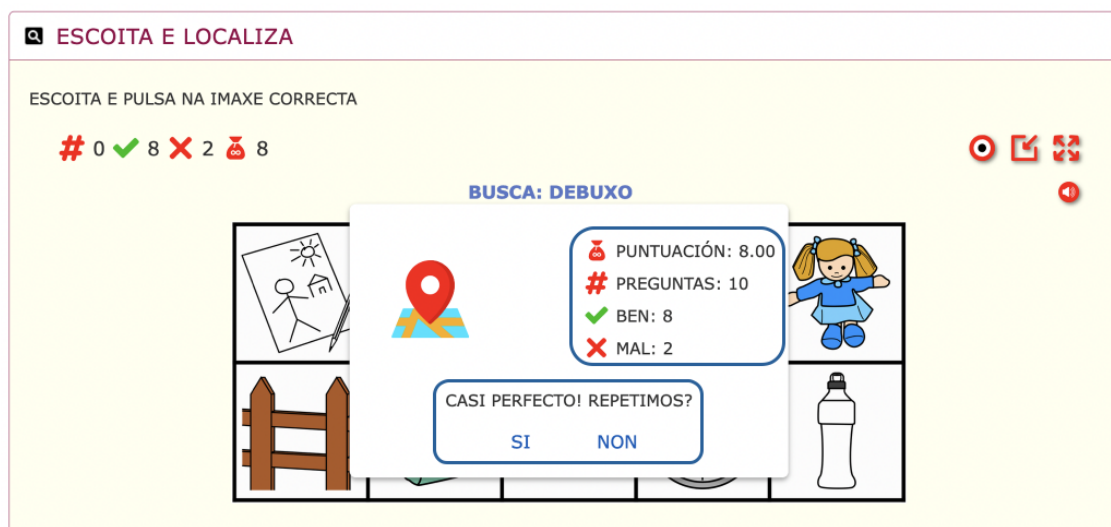 ESCOITA E LOCALIZA
ESCOITA E PULSA NA IMAXE CORRECTA
0 8 2 8
BUSCA: DEBUXO
PUNTUACIÓN: 8.00
PREGUNTAS: 10
BEN: 8
MAL: 2
CASI PERFECTO! REPETIMOS?
SI NON